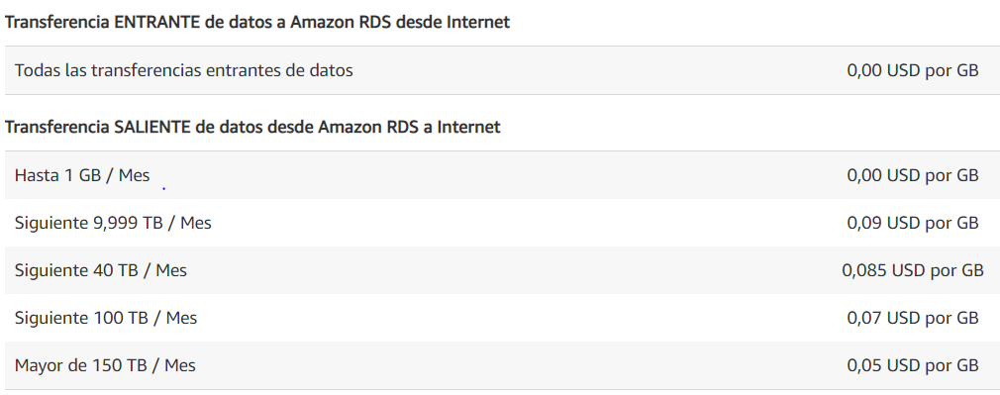 Transferencia ENTRANTE de datos a Amazon RDS desde Internet
Todas las transferencias entrantes de datos 0,00 USD por GB
Transferencia SALIENTE de datos desde Amazon RDS a Internet
Hasta 1 GB / Mes 0,00 USD por GB
Siguiente 9,999 TB / Mes 0,09 USD por GB
Siguiente 40 TB / Mes 0,085 USD por GB
Siguiente 100 TB / Mes 0,07 USD por GB
Mayor de 150 TB / Mes 0,05 USD por GB